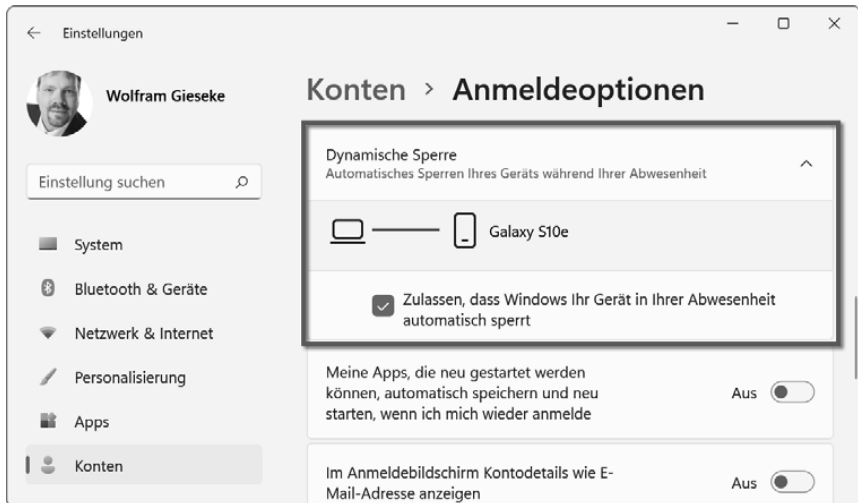 Einstellungen
Wolfram Gieseke
Einstellung suchen
System
Bluetooth & Geräte
Netzwerk & Internet
Personalisierung
Apps
Konten
Konten > Anmeldeoptionen
Dynamische Sperre
Automatisches Sperren Ihres Geräts während Ihrer Abwesenheit
Galaxy S10e
Zulassen, dass Windows Ihr Gerät in Ihrer Abwesenheit
automatisch sperrt
Meine Apps, die neu gestartet werden
können, automatisch speichern und neu
starten, wenn ich mich wieder anmelde
Aus
Im Anmeldebildschirm Kontodetails wie E-
Mail-Adresse anzeigen
Aus